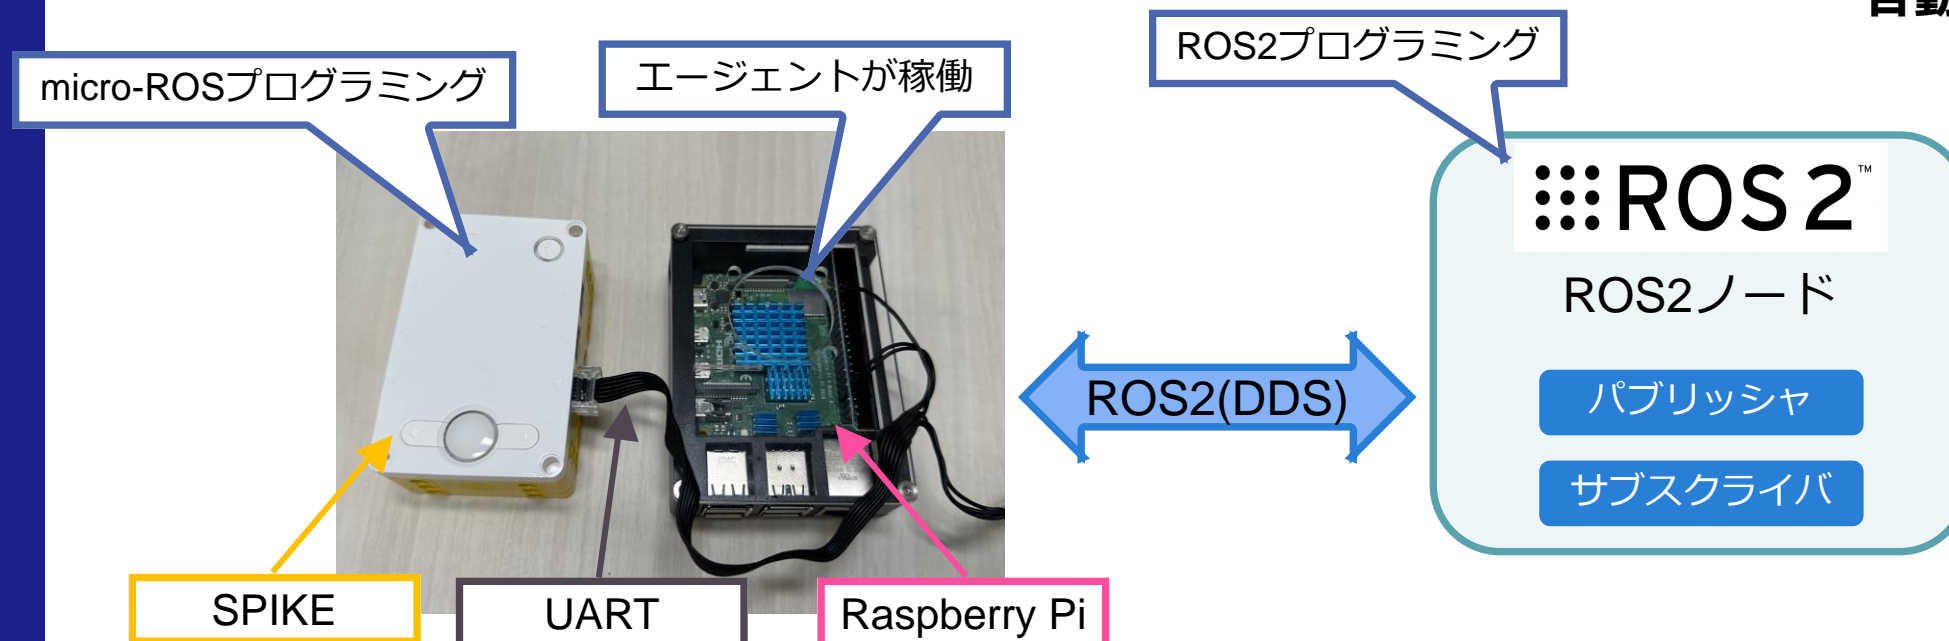 自動
micro-ROSプログラミング
エージェントが稼働
ROS2プログラミング
ROS 2™
ROS2ノード
ROS2(DDS)
パブリッシャ
サブスクライバ
SPIKE
UART
Raspberry Pi